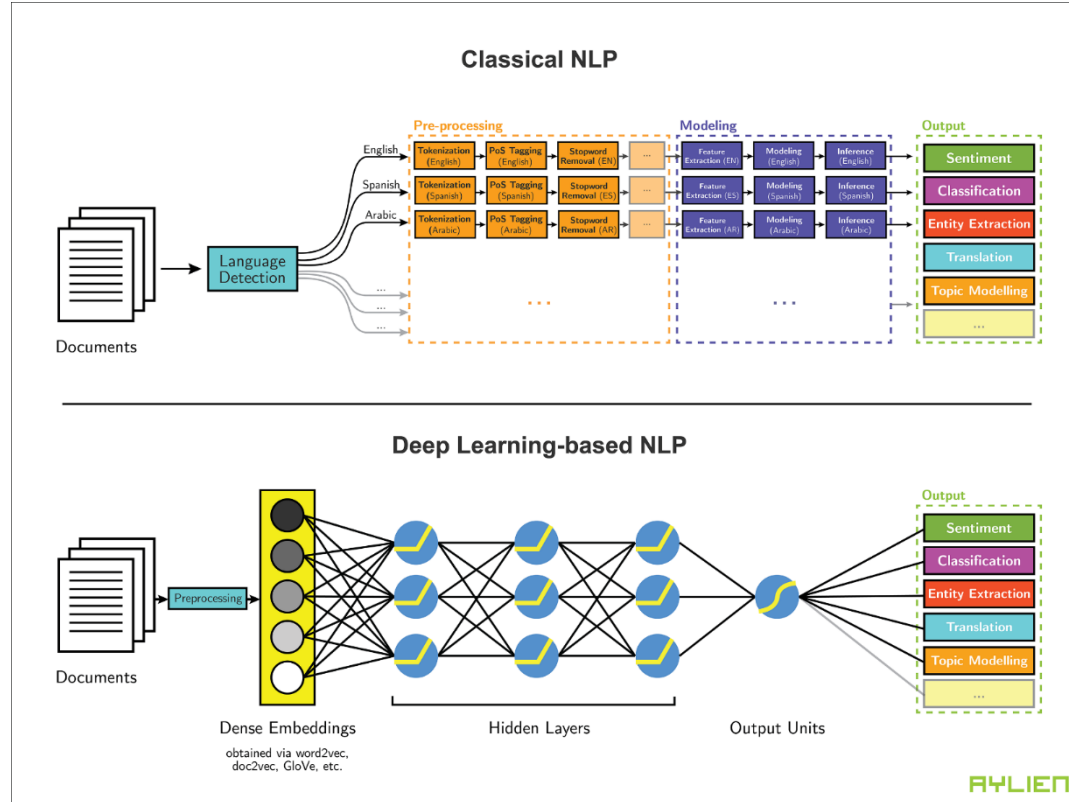 Classical NLP
Pre-processing
Modeling
Output
English
Tokenization
(English)
PoS Tagging
(English)
Stopword
Removal (EN)
...
Feature
Extraction (EN)
Modeling
(English)
Inference
(English)
Sentiment
Spanish
Tokenization
(Spanish)
PoS Tagging
(Spanish)
Stopword
Removal (ES)
...
Feature
Extraction (ES)
Modeling
(Spanish)
Inference
(Spanish)
Classification
Arabic
Tokenization
(Arabic)
PoS Tagging
(Arabic)
Stopword
Removal (AR)
...
Feature
Extraction (AR)
Modeling
(Arabic)
Inference
(Arabic)
Entity Extraction
Language
Detection
Translation
...
...
...
...
...
Topic Modelling
...
Documents
Deep Learning-based NLP
Output
Sentiment
Classification
Entity Extraction
Translation
Topic Modelling
...
Preprocessing
Documents
Dense Embeddings
obtained via word2vec,
doc2vec, GloVe, etc.
Hidden Layers
Output Units
AYLIEN